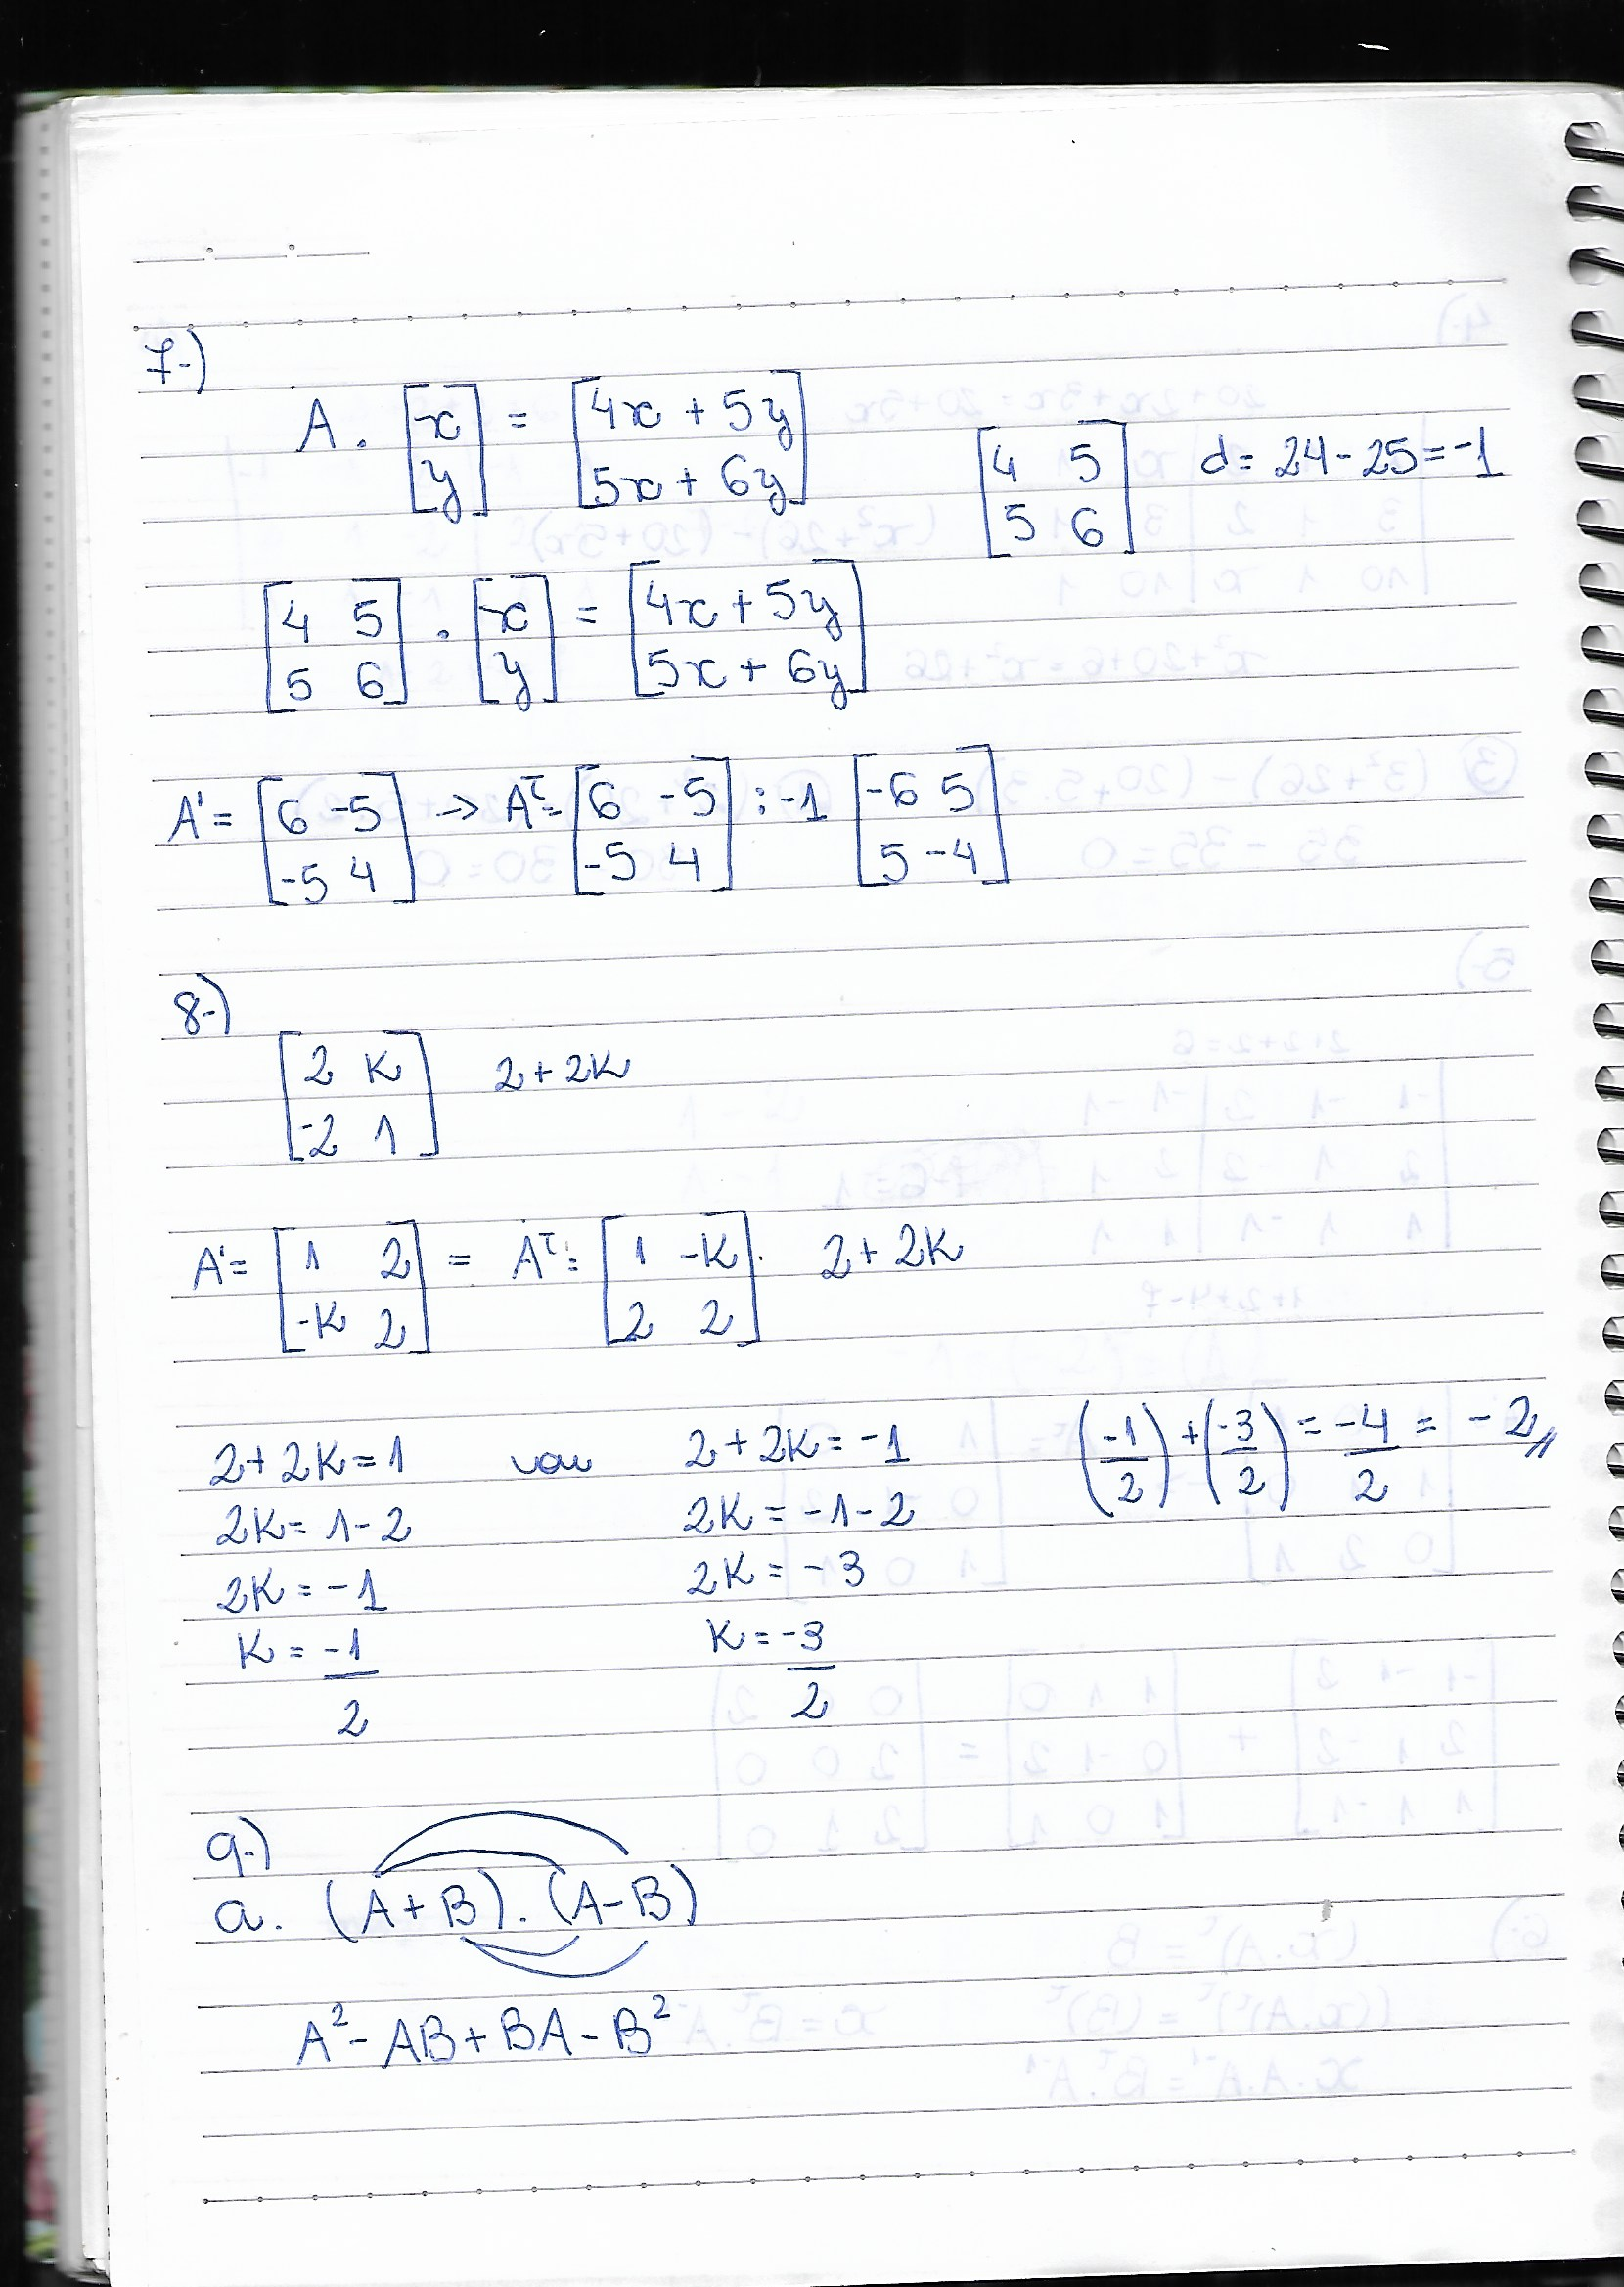 7-)
A . [x y] = [4x + 5y 5x + 6y] [4 5 5 6] d = 24 - 25 = -1
[4 5 5 6] . [x y] = [4x + 5y 5x + 6y]
A' = [6 -5 -5 4] → Aᵀ = [6 -5 -5 4] : -1 [-6 5 5 -4]
8-)
[2 K -2 1] 2 + 2K
A' = [1 2 -K 2] = Aᵀ = [1 -K 2 2] . 2 + 2K
2 + 2K = 1 ou 2 + 2K = -1 (-1/2) + (-3/2) = -4/2 = -2//
2K = 1 - 2 2K = -1 - 2
2K = -1 2K = -3
K = -1/2 K = -3/2
9-)
a. (A + B) . (A - B)
A² - AB + BA - B²